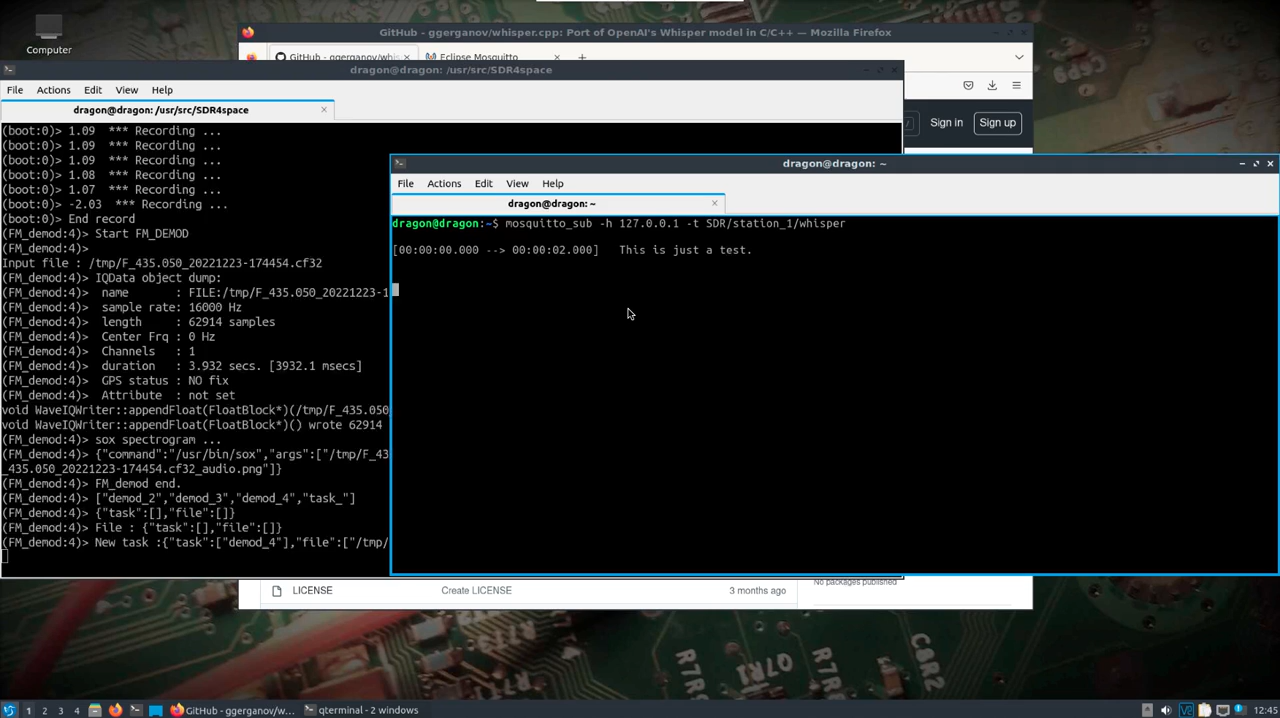 Computer
GitHub - ggerganov/whisper.cpp: Port of OpenAI's Whisper model in C/C++ — Mozilla Firefox
GitHub - ggerganov/whis
Eclipse Mosquitto
Sign in
Sign up
dragon@dragon: /usr/src/SDR4space
File Actions Edit View Help
dragon@dragon: /usr/src/SDR4space
(boot:0)> 1.09 *** Recording ...
(boot:0)> 1.09 *** Recording ...
(boot:0)> 1.09 *** Recording ...
(boot:0)> 1.08 *** Recording ...
(boot:0)> 1.07 *** Recording ...
(boot:0)> -2.03 *** Recording ...
(boot:0)> End record
(FM_DEMOD:4)> Start FM_DEMOD
(FM_demod:4)>
Input file : /tmp/F_435.050_20221223-174454.cf32
(FM_demod:4)> IQData object dump:
(FM_demod:4)> name : FILE:/tmp/F_435.050_20221223-1
(FM_demod:4)> sample rate: 16000 Hz
(FM_demod:4)> length : 62914 samples
(FM_demod:4)> Center Frq : 0 Hz
(FM_demod:4)> Channels : 1
(FM_demod:4)> duration : 3.932 secs. [3932.1 msecs]
(FM_demod:4)> GPS status : NO fix
(FM_demod:4)> Attribute : not set
void WaveIQWriter::appendFloat(FloatBlock*)(/tmp/F_435.050
void WaveIQWriter::appendFloat(FloatBlock*)() wrote 62914
(FM_demod:4)> sox spectrogram ...
(FM_demod:4)> {"command":"/usr/bin/sox","args":["/tmp/F_43
_435.050_20221223-174454.cf32_audio.png"]}
(FM_demod:4)> FM_demod end.
(FM_demod:4)> ["demod_2","demod_3","demod_4","task_"]
(FM_demod:4)> {"task":[],"file":[]}
(FM_demod:4)> File : {"task":[],"file":[]}
(FM_demod:4)> New task :{"task":["demod_4"],"file":["/tmp/
dragon@dragon: ~
File Actions Edit View Help
dragon@dragon: ~
dragon@dragon:~$ mosquitto_sub -h 127.0.0.1 -t SDR/station_1/whisper
[00:00:00.000 --> 00:00:02.000] This is just a test.
No packages published
LICENSE Create LICENSE 3 months ago
R7R
1 2 3 4 GitHub - ggerganov/w... qterminal - 2 windows 12:45